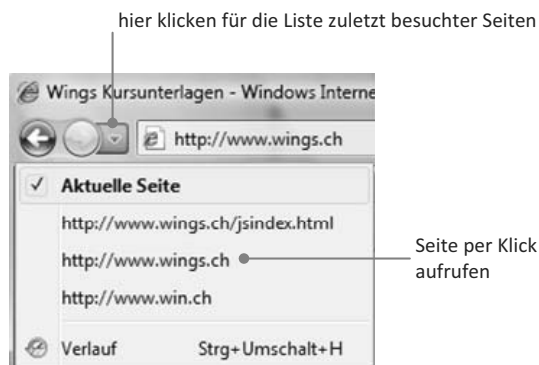 hier klicken für die Liste zuletzt besuchter Seiten
Wings Kursunterlagen - Windows Interne
http://www.wings.ch
Aktuelle Seite
http://www.wings.ch/jsindex.html
http://www.wings.ch
Seite per Klick
aufrufen
http://www.win.ch
Verlauf Strg+Umschalt+H